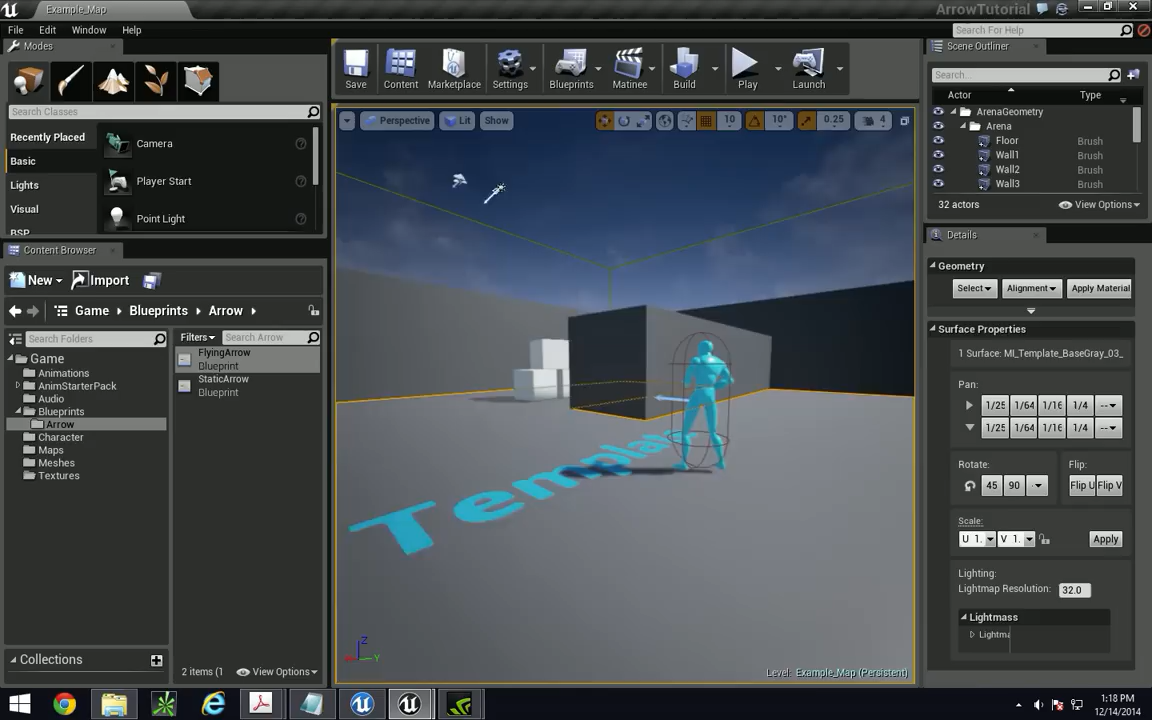 Example_Map
ArrowTutorial
File Edit Window Help
Search For Help
Modes
Search Classes
Recently Placed
Basic
Lights
Visual
BSP
Camera
Player Start
Point Light
Save
Content
Marketplace
Settings
Blueprints
Matinee
Build
Play
Launch
Perspective Lit Show
10 10° 0.25 4
Scene Outliner
Search...
Actor Type
ArenaGeometry
Arena
Floor Brush
Wall1 Brush
Wall2 Brush
Wall3 Brush
32 actors View Options
Content Browser
New Import
Game Blueprints Arrow
Search Folders
Game
Animations
AnimStarterPack
Audio
Blueprints
Arrow
Character
Maps
Meshes
Textures
Filters Search Arrow
FlyingArrow
Blueprint
StaticArrow
Blueprint
Collections
2 items (1 View Options
Template
Z
Y
Level: Example_Map (Persistent)
Details
Geometry
Select Alignment Apply Material
Surface Properties
1 Surface: MI_Template_BaseGray_03_
Pan:
1/25 1/64 1/16 1/4 --
1/25 1/64 1/16 1/4 --
Rotate: Flip:
45 90 - Flip U Flip V
Scale:
U 1. V 1. Apply
Lighting:
Lightmap Resolution: 32.0
Lightmass
Lightma
1:18 PM
12/14/2014